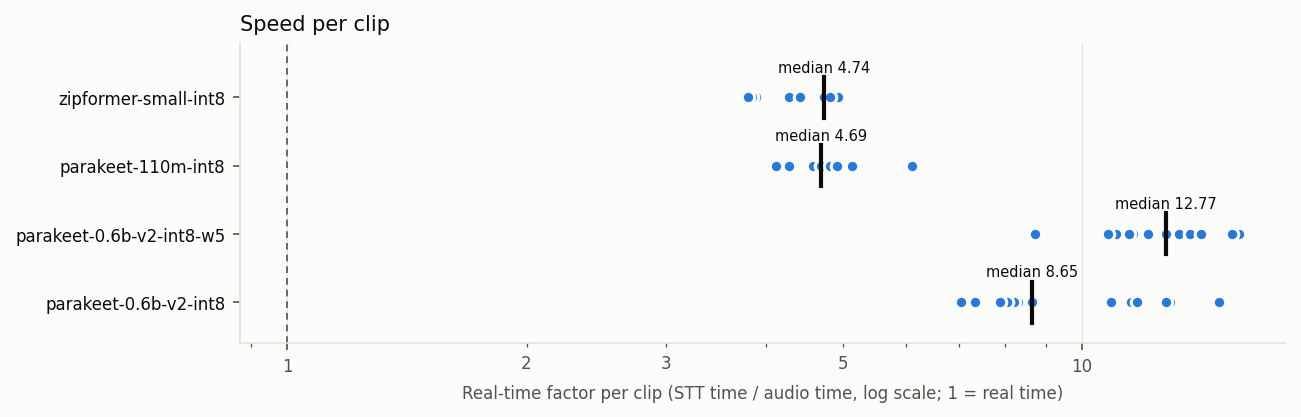 Speed per clip
median 4.74
zipformer-small-int8
median 4.69
parakeet-110m-int8
median 12.77
parakeet-0.6b-v2-int8-w5
median 8.65
parakeet-0.6b-v2-int8
1 2 3 5 10
Real-time factor per clip (STT time / audio time, log scale; 1 = real time)